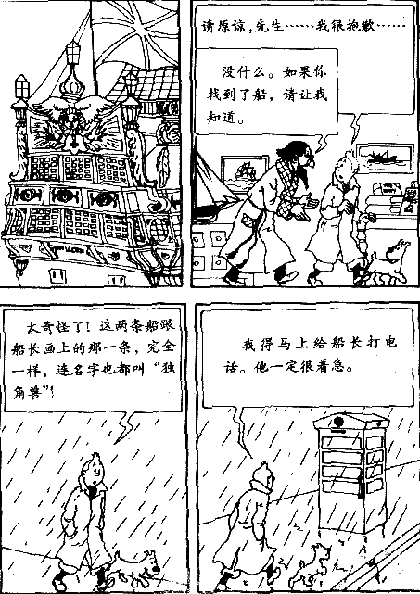 请原谅,先生……我很抱歉……
没什么。如果你
找到了船,请让我
知道。
太奇怪了!这两条船跟
船长画上的那一条,完全
一样,连名字也都叫“独
角兽”!
我得马上给船长打电
话。他一定很着急。